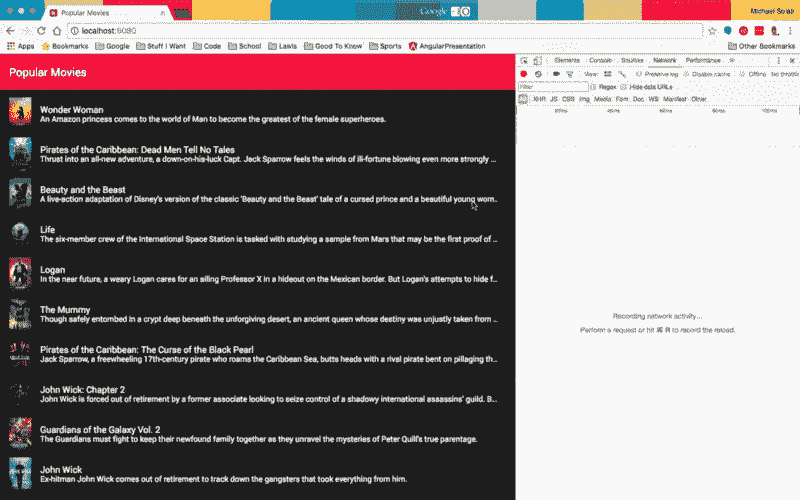 Popular Movies
Google
Michael Solati
localhost:5080
Apps
Bookmarks
Google
Stuff I Want
Code
School
Lawls
Good To Know
Sports
AngularPresentation
Other Bookmarks
Popular Movies
Wonder Woman
An Amazon princess comes to the world of Man to become the greatest of the female superheroes.
Pirates of the Caribbean: Dead Men Tell No Tales
Thrust into an all-new adventure, a down-on-his-luck Capt. Jack Sparrow feels the winds of ill-fortune blowing even more strongly ...
Beauty and the Beast
A live-action adaptation of Disney's version of the classic 'Beauty and the Beast' tale of a cursed prince and a beautiful young wom...
Life
The six-member crew of the International Space Station is tasked with studying a sample from Mars that may be the first proof of ...
Logan
In the near future, a weary Logan cares for an ailing Professor X in a hideout on the Mexican border. But Logan's attempts to hide f...
The Mummy
Though safely entombed in a crypt deep beneath the unforgiving desert, an ancient queen whose destiny was unjustly taken from ...
Pirates of the Caribbean: The Curse of the Black Pearl
Jack Sparrow, a freewheeling 17th-century pirate who roams the Caribbean Sea, butts heads with a rival pirate bent on pillaging th...
John Wick: Chapter 2
John Wick is forced out of retirement by a former associate looking to seize control of a shadowy international assassins' guild. B...
Guardians of the Galaxy Vol. 2
The Guardians must fight to keep their newfound family together as they unravel the mysteries of Peter Quill's true parentage.
John Wick
Ex-hitman John Wick comes out of retirement to track down the gangsters that took everything from him.
Elements Console Sources Network Performance
View: Preserve log Disable cache Offline No throttli
Filter Regex Hide data URLs
XHR JS CSS Img Media Font Doc WS Manifest Other
20ms 40ms 60ms 80ms 100ms
Recording network activity...
Perform a request or hit ⌘ R to record the reload.